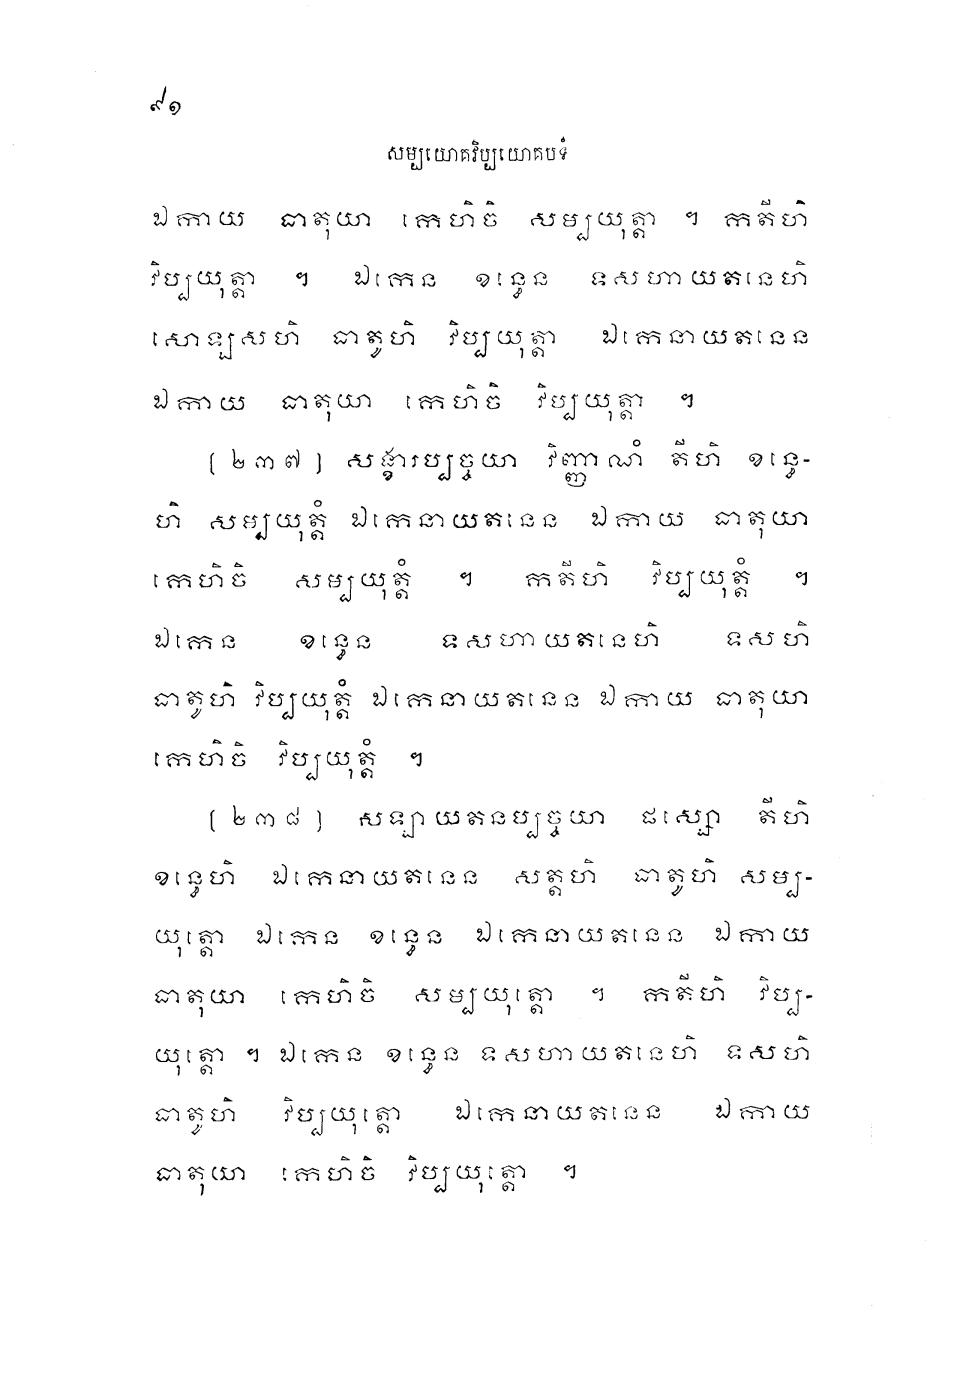 ៩១
សម្បយោគវិប្បយោគបទំ
ឯកាយ ធាតុយា កេហិចិ សម្បយុត្តា ។ កតីហិ
វិប្បយុត្តា ។ ឯកេន ខន្ធេន ទសហាយតនេហិ
សោឡសហិ ធាតូហិ វិប្បយុត្តា ឯកេនាយតនេន
ឯកាយ ធាតុយា កេហិចិ វិប្បយុត្តា ។
(២៣៧) សង្ខារប្បច្ចយា វិញ្ញាណំ តីហិ ខន្ធេ-
ហិ សម្បយុត្តំ ឯកេនាយតនេន ឯកាយ ធាតុយា
កេហិចិ សម្បយុត្តំ ។ កតីហិ វិប្បយុត្តំ ។
ឯកេន ខន្ធេន ទសហាយតនេហិ ទសហិ
ធាតូហិ វិប្បយុត្តំ ឯកេនាយតនេន ឯកាយ ធាតុយា
កេហិចិ វិប្បយុត្តំ ។
(២៣៨) សឡាយតនប្បច្ចយា ផស្សោ តីហិ
ខន្ធេហិ ឯកេនាយតនេន សត្តហិ ធាតូហិ សម្ប-
យុត្តោ ឯកេន ខន្ធេន ឯកេនាយតនេន ឯកាយ
ធាតុយា កេហិចិ សម្បយុត្តោ ។ កតីហិ វិប្ប-
យុត្តោ ។ ឯកេន ខន្ធេន ទសហាយតនេហិ ទសហិ
ធាតូហិ វិប្បយុត្តោ ឯកេនាយតនេន ឯកាយ
ធាតុយា កេហិចិ វិប្បយុត្តោ ។